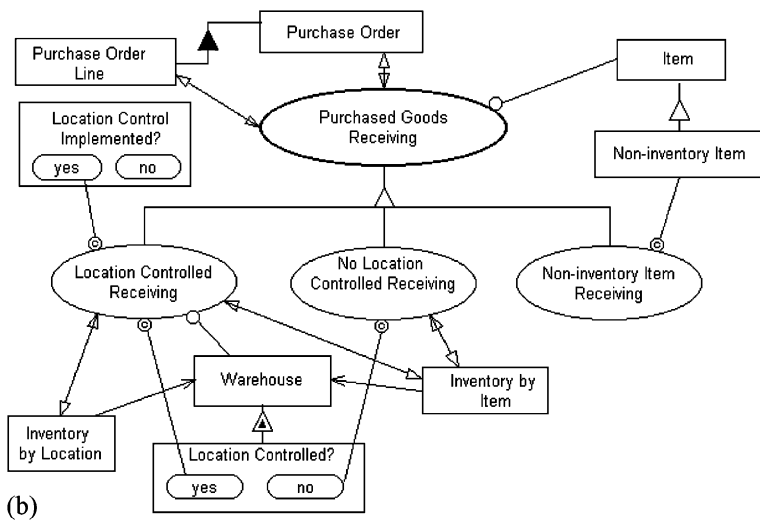 Purchase Order
Purchase Order
Line
Item
Location Control
Implemented?
yes
no
Purchased Goods
Receiving
Non-inventory Item
Location Controlled
Receiving
No Location
Controlled Receiving
Non-inventory Item
Receiving
Warehouse
Inventory by
Item
Inventory
by Location
Location Controlled?
yes
no
(b)